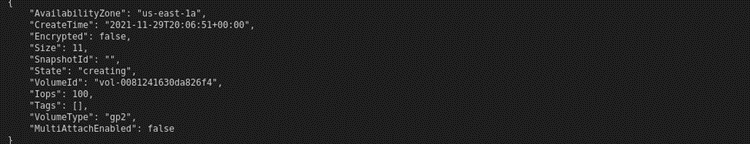 {
"AvailabilityZone": "us-east-1a",
"CreateTime": "2021-11-29T20:06:51+00:00",
"Encrypted": false,
"Size": 11,
"SnapshotId": "",
"State": "creating",
"VolumeId": "vol-0081241630da826f4",
"Iops": 100,
"Tags": [],
"VolumeType": "gp2",
"MultiAttachEnabled": false
}